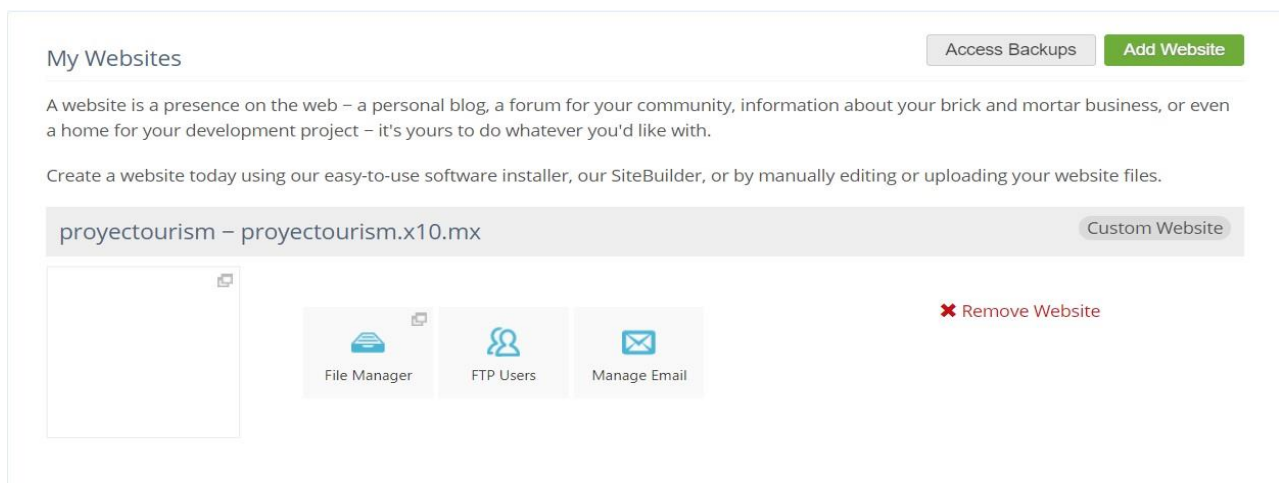 My Websites
Access Backups
Add Website
A website is a presence on the web – a personal blog, a forum for your community, information about your brick and mortar business, or even
a home for your development project – it's yours to do whatever you'd like with.
Create a website today using our easy-to-use software installer, our SiteBuilder, or by manually editing or uploading your website files.
proyectourism – proyectourism.x10.mx
Custom Website
Remove Website
File Manager
FTP Users
Manage Email